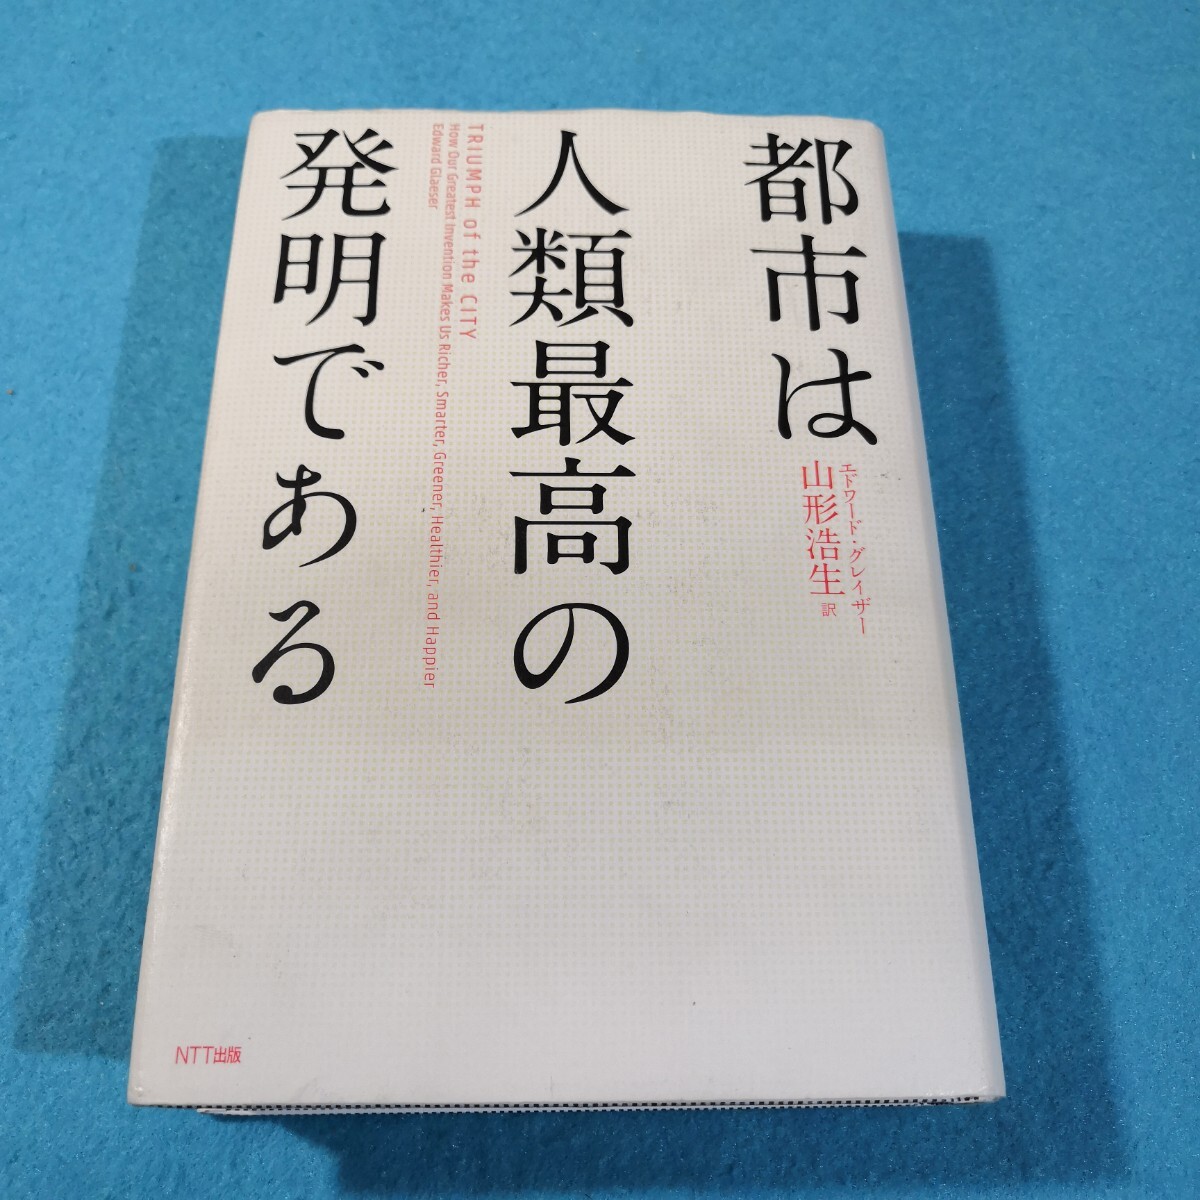 都市は
エドワード・グレイザー
山形浩生 訳
人類最高の
TRIUMPH of the CITY
How Our Greatest Invention Makes Us Richer, Smarter, Greener, Healthier, and Happier
Edward Glaeser
発明である
NTT出版